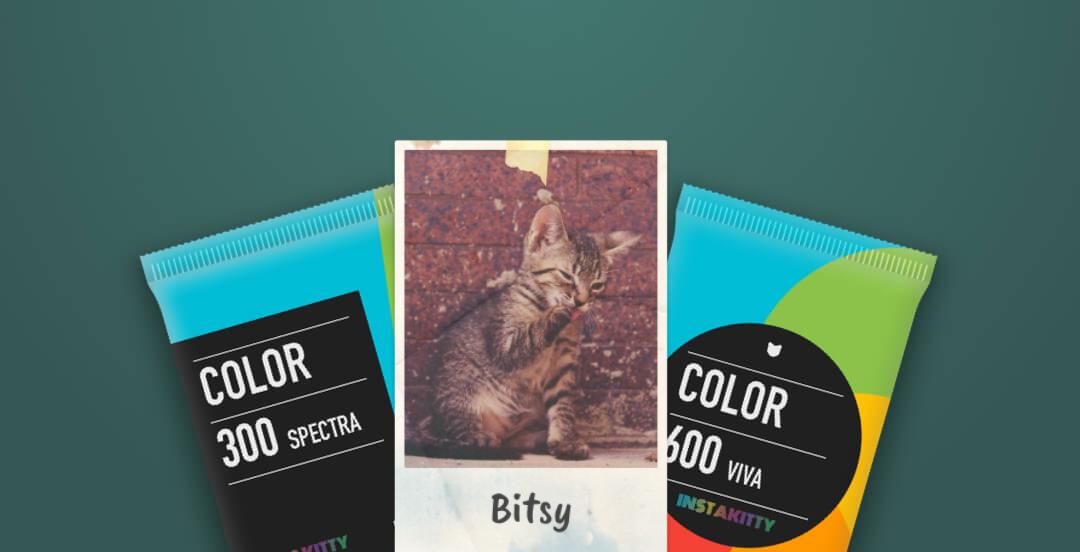 COLOR
300 SPECTRA
Bitsy
COLOR
600 VIVA
INSTAKITTY